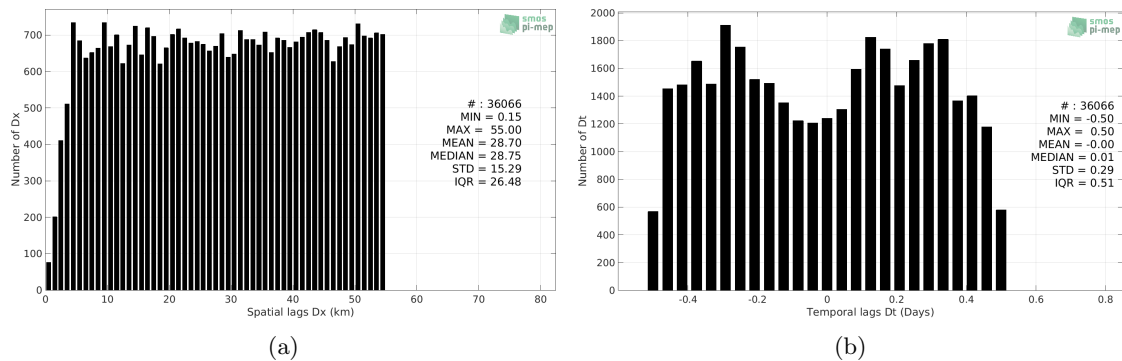 smos
pi-mep
700
600
500
400
300
200
100
0
Number of Dx
# : 36066
MIN = 0.15
MAX = 55.00
MEAN = 28.70
MEDIAN = 28.75
STD = 15.29
IQR = 26.48
0 10 20 30 40 50 60 70 80
Spatial lags Dx (km)
(a)
smos
pi-mep
2000
1800
1600
1400
1200
1000
800
600
400
200
0
Number of Dt
# : 36066
MIN = -0.50
MAX = 0.50
MEAN = -0.00
MEDIAN = 0.01
STD = 0.29
IQR = 0.51
-0.4 -0.2 0 0.2 0.4 0.6 0.8
Temporal lags Dt (Days)
(b)